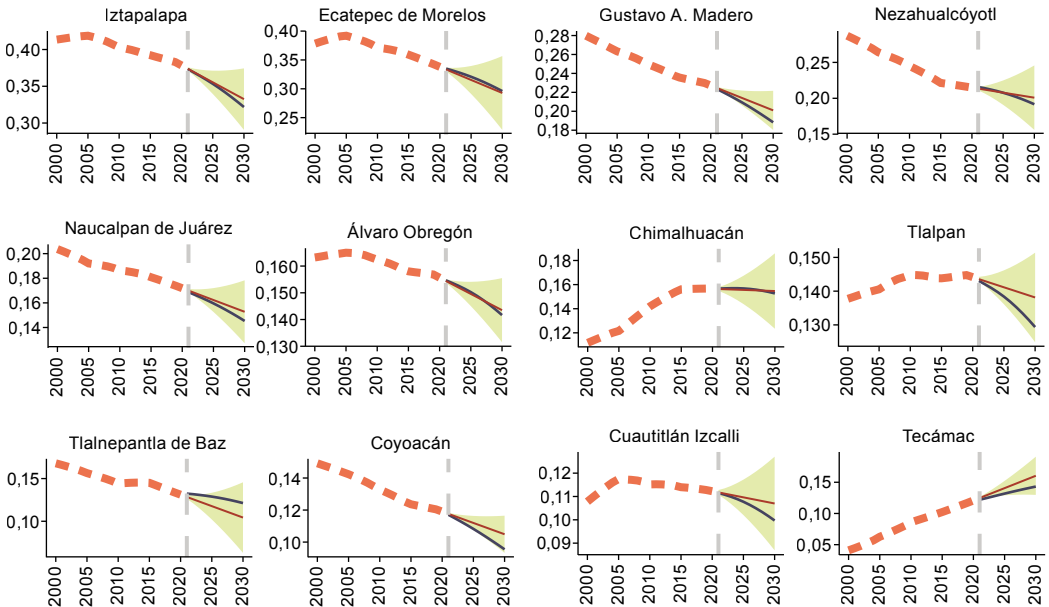 Iztapalapa
0,40
0,35
0,30
2000 2005 2010 2015 2020 2025 2030
Ecatepec de Morelos
0,40
0,35
0,30
0,25
2000 2005 2010 2015 2020 2025 2030
Gustavo A. Madero
0,28
0,26
0,24
0,22
0,20
0,18
2000 2005 2010 2015 2020 2025 2030
Nezahualcóyotl
0,25
0,20
0,15
2000 2005 2010 2015 2020 2025 2030
Naucalpan de Juárez
0,20
0,18
0,16
0,14
2000 2005 2010 2015 2020 2025 2030
Álvaro Obregón
0,160
0,150
0,140
0,130
2000 2005 2010 2015 2020 2025 2030
Chimalhuacán
0,18
0,16
0,14
0,12
2000 2005 2010 2015 2020 2025 2030
Tlalpan
0,150
0,140
0,130
2000 2005 2010 2015 2020 2025 2030
Tlalnepantla de Baz
0,15
0,10
2000 2005 2010 2015 2020 2025 2030
Coyoacán
0,14
0,12
0,10
2000 2005 2010 2015 2020 2025 2030
Cuautitlán Izcalli
0,12
0,11
0,10
0,09
2000 2005 2010 2015 2020 2025 2030
Tecámac
0,15
0,10
0,05
2000 2005 2010 2015 2020 2025 2030